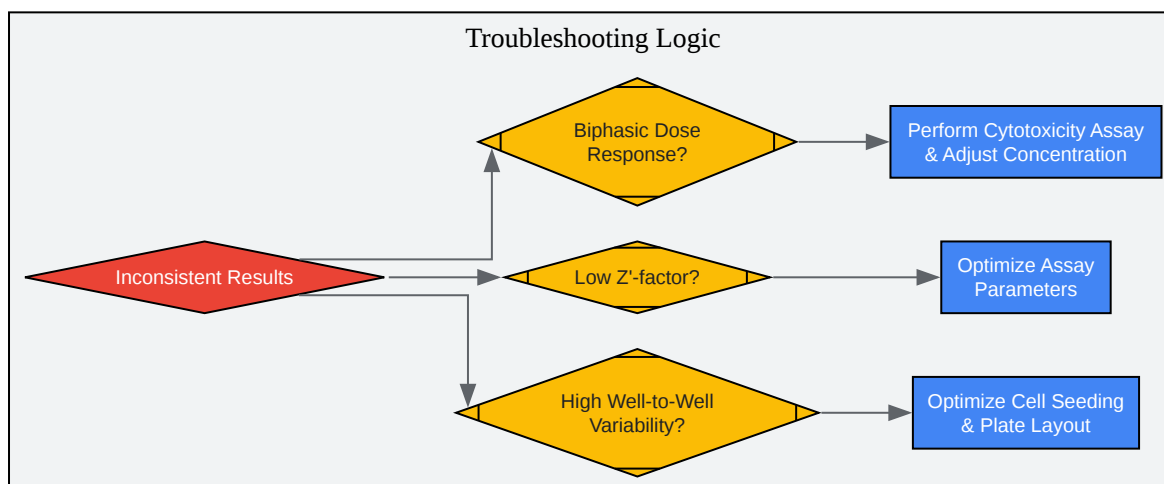 Troubleshooting Logic
Biphasic Dose
Response?
Perform Cytotoxicity Assay
& Adjust Concentration
Inconsistent Results
Low Z'-factor?
Optimize Assay
Parameters
High Well-to-Well
Variability?
Optimize Cell Seeding
& Plate Layout